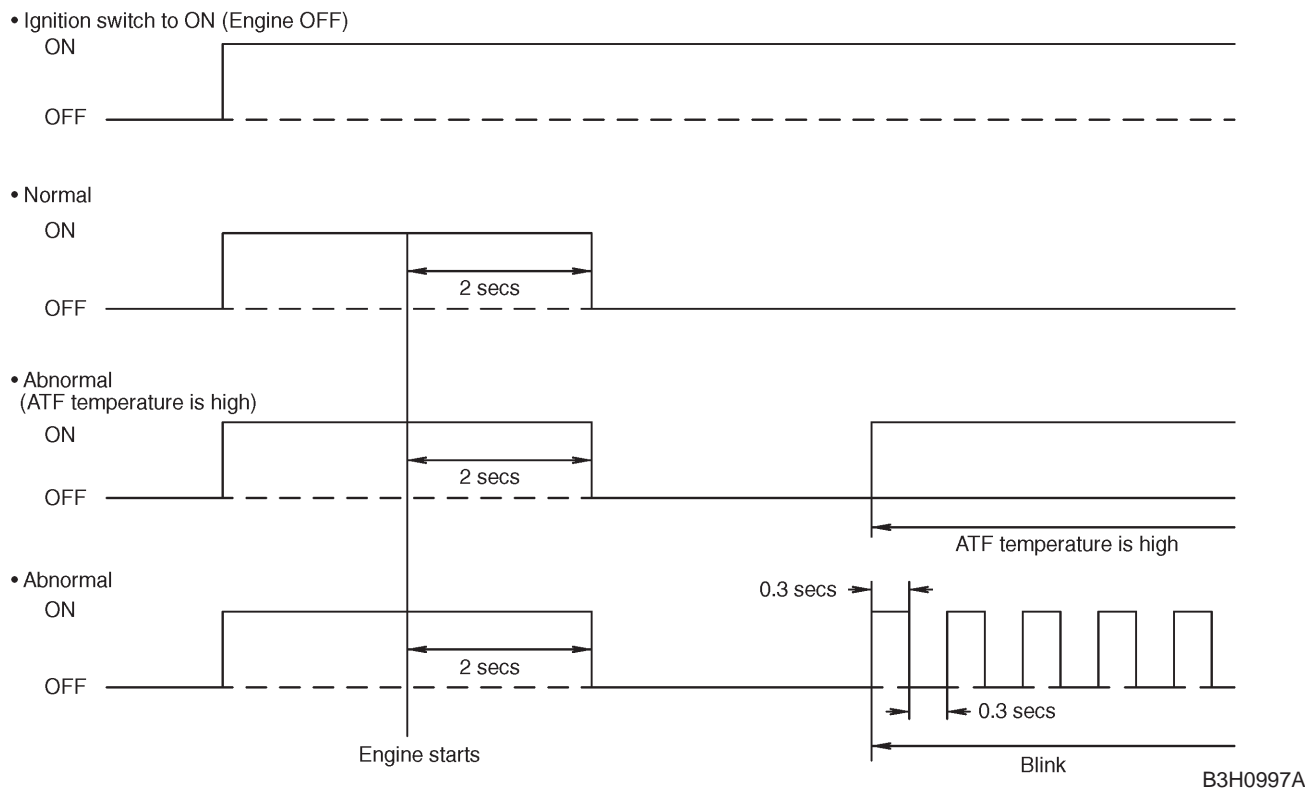 • Ignition switch to ON (Engine OFF)
ON
OFF
• Normal
ON
2 secs
OFF
• Abnormal
(ATF temperature is high)
ON
2 secs
OFF
ATF temperature is high
• Abnormal
ON
0.3 secs
2 secs
OFF
0.3 secs
Engine starts
Blink
B3H0997A